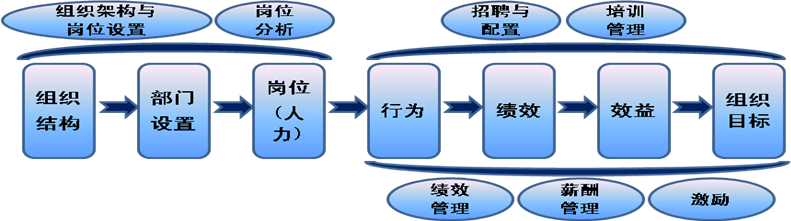 组织架构与
岗位设置
岗位
分析
招聘与
配置
培训
管理
组织
结构
部门
设置
岗位
（人
力）
行为
绩效
效益
组织
目标
绩效
管理
薪酬
管理
激励